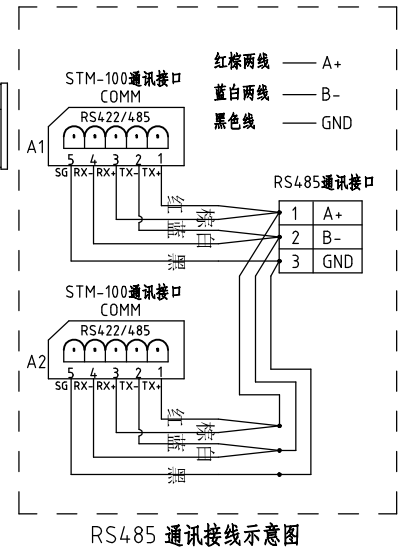 红棕两线 —— A+
蓝白两线 —— B-
黑色线 —— GND
STM-100通讯接口
COMM
RS422/485
A1
5 4 3 2 1
SG RX- RX+ TX- TX+
红
棕
蓝
白
黑
RS485通讯接口
1 A+
2 B-
3 GND
STM-100通讯接口
COMM
RS422/485
A2
5 4 3 2 1
SG RX- RX+ TX- TX+
红
棕
蓝
白
黑
RS485 通讯接线示意图